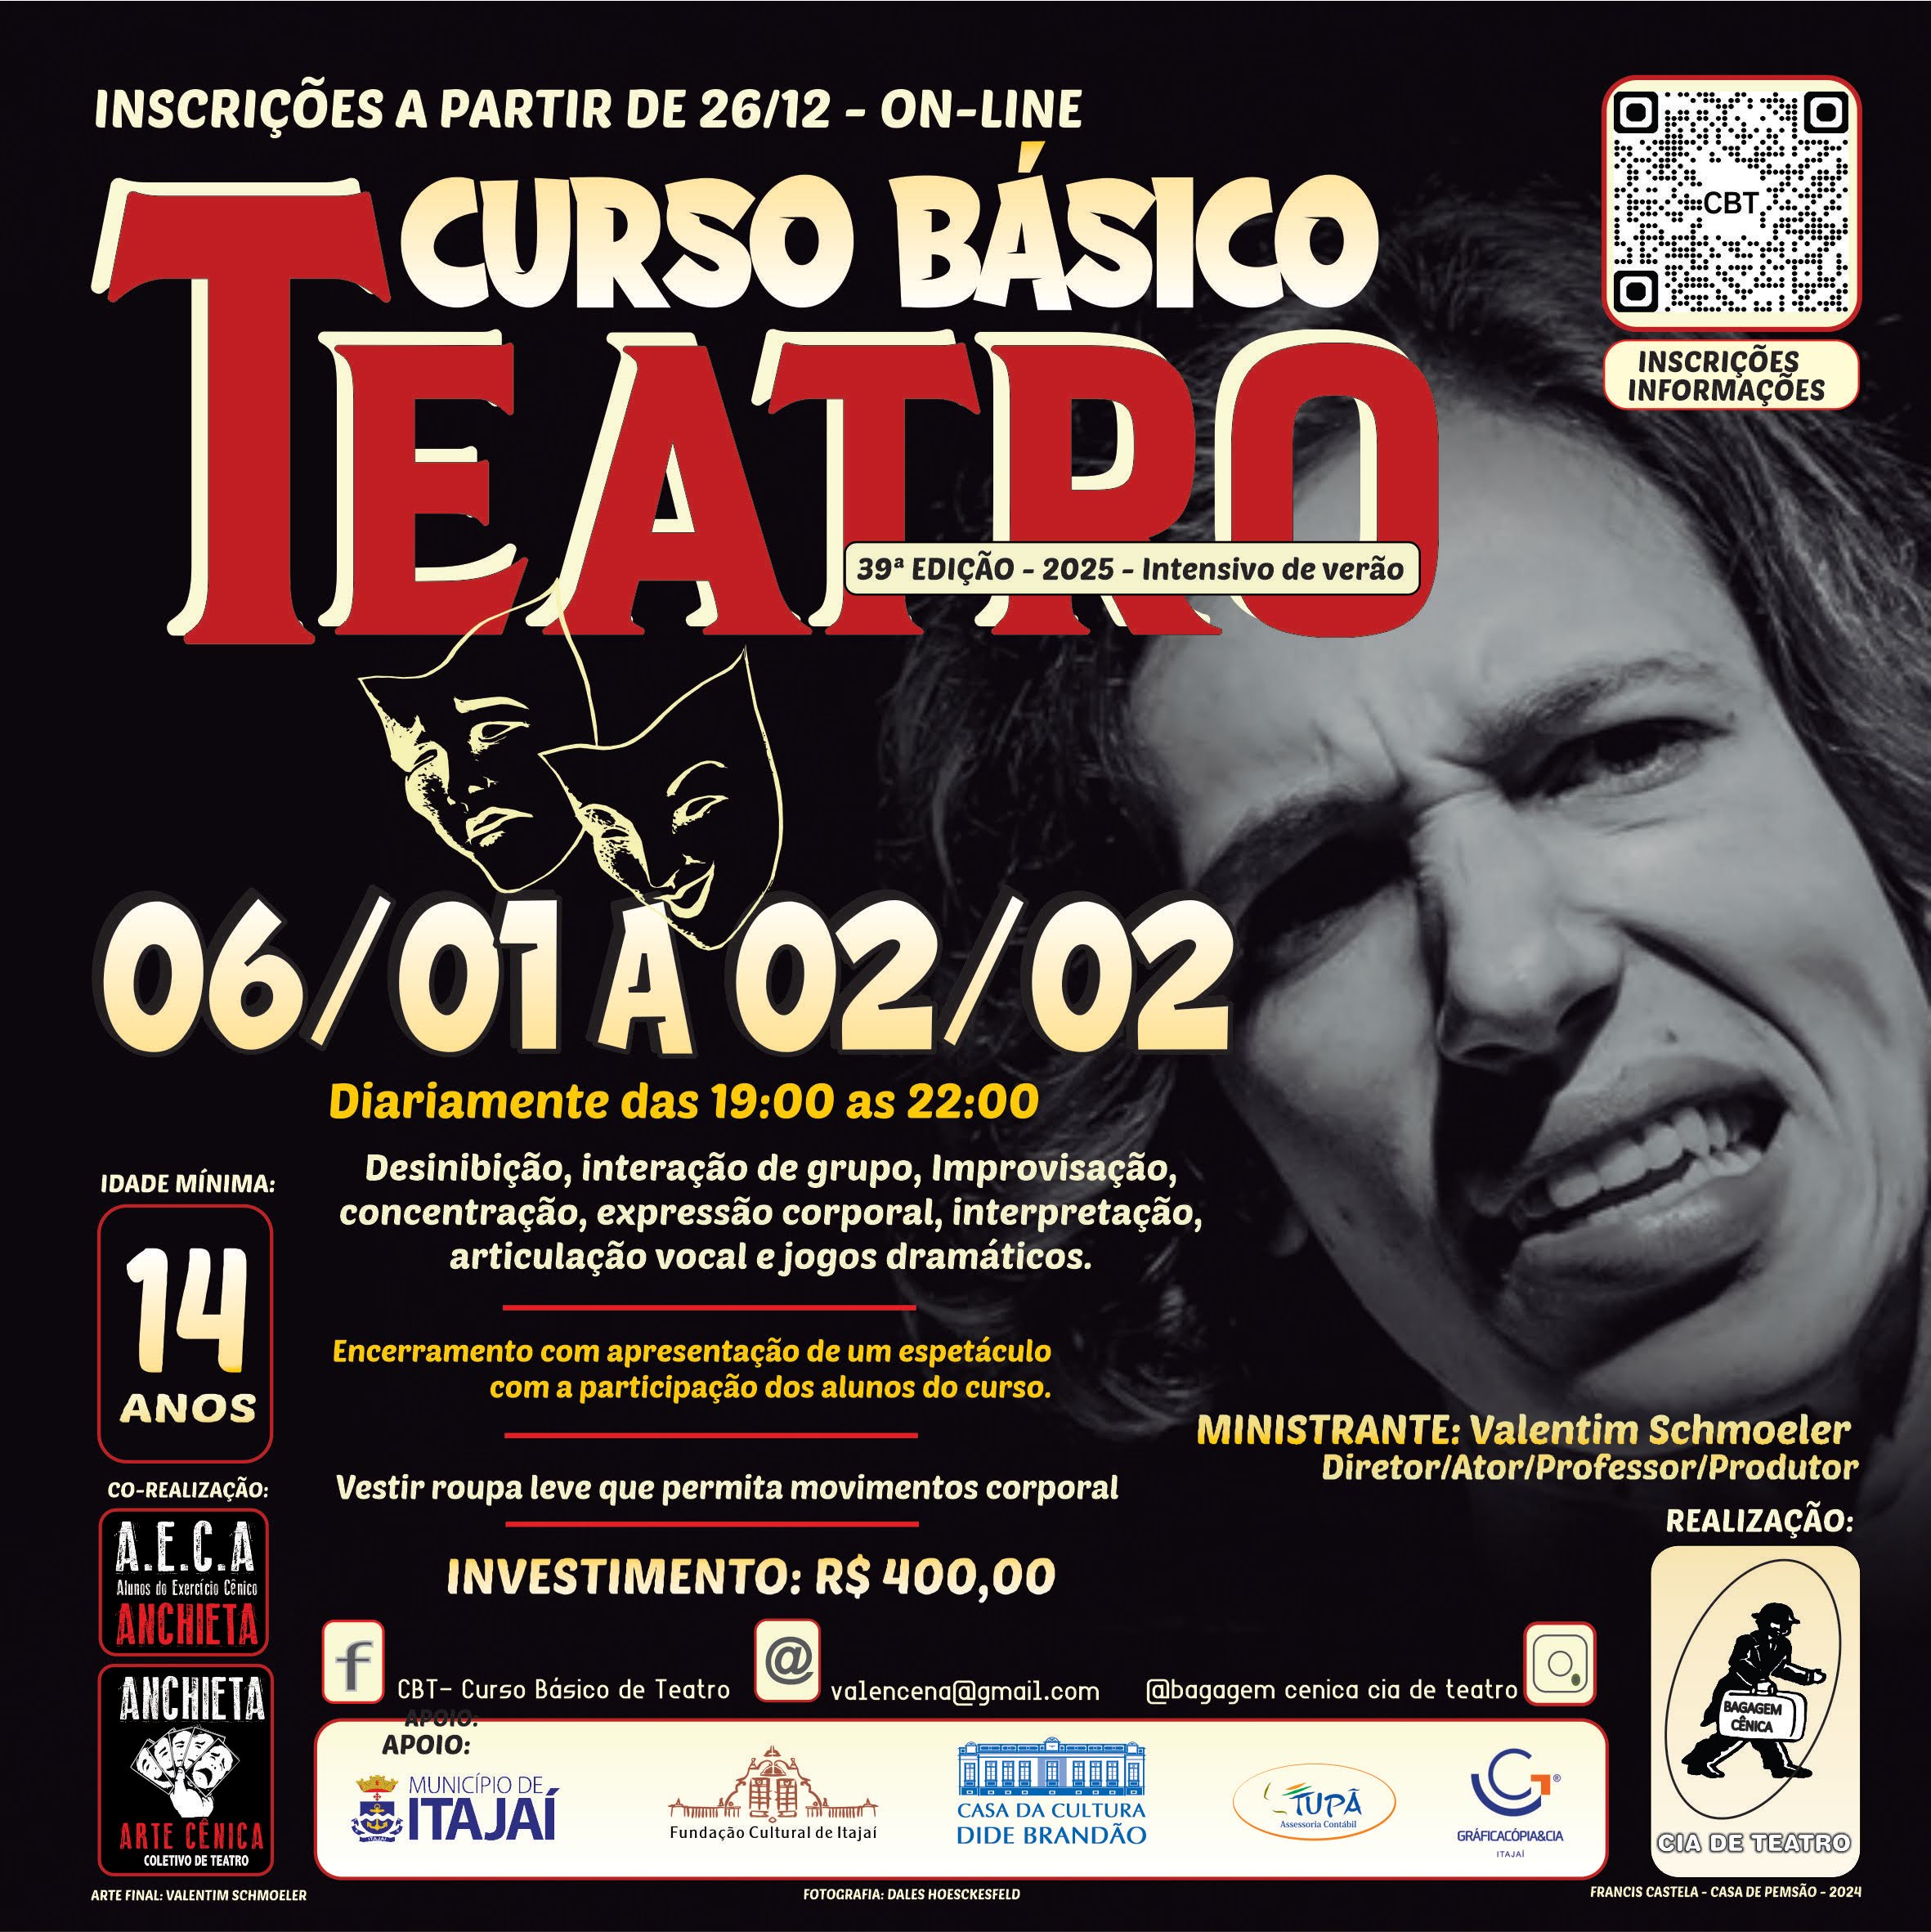 INSCRIÇÕES A PARTIR DE 26/12 - ON-LINE
CBT
INSCRIÇÕES
INFORMAÇÕES
CURSO BÁSICO
TEATRO
39ª EDIÇÃO - 2025 - Intensivo de verão
06/01 A 02/02
Diariamente das 19:00 as 22:00
Desinibição, interação de grupo, Improvisação,
concentração, expressão corporal, interpretação,
articulação vocal e jogos dramáticos.
IDADE MÍNIMA:
14
ANOS
Encerramento com apresentação de um espetáculo
com a participação dos alunos do curso.
MINISTRANTE: Valentim Schmoeler
Diretor/Ator/Professor/Produtor
Vestir roupa leve que permita movimentos corporal
INVESTIMENTO: R$ 400,00
CO-REALIZAÇÃO:
A.E.C.A
Alunos do Exercício Cênico
ANCHIETA
ANCHIETA
ARTE CÊNICA
COLETIVO DE TEATRO
REALIZAÇÃO:
BAGAGEM
CÊNICA
CIA DE TEATRO
f
CBT- Curso Básico de Teatro
@
valencena@gmail.com
@bagagem cenica cia de teatro
APOIO:
APOIO:
MUNICÍPIO DE
ITAJAÍ
ITAJAÍ
Fundação Cultural de Itajaí
CASA DA CULTURA
DIDE BRANDÃO
TUPÃ
Assessoria Contábil
GRÁFICACÓPIA&CIA
ITAJAÍ
ARTE FINAL: VALENTIM SCHMOELER
FOTOGRAFIA: DALES HOESCKESFELD
FRANCIS CASTELA - CASA DE PEMSÃO - 2024